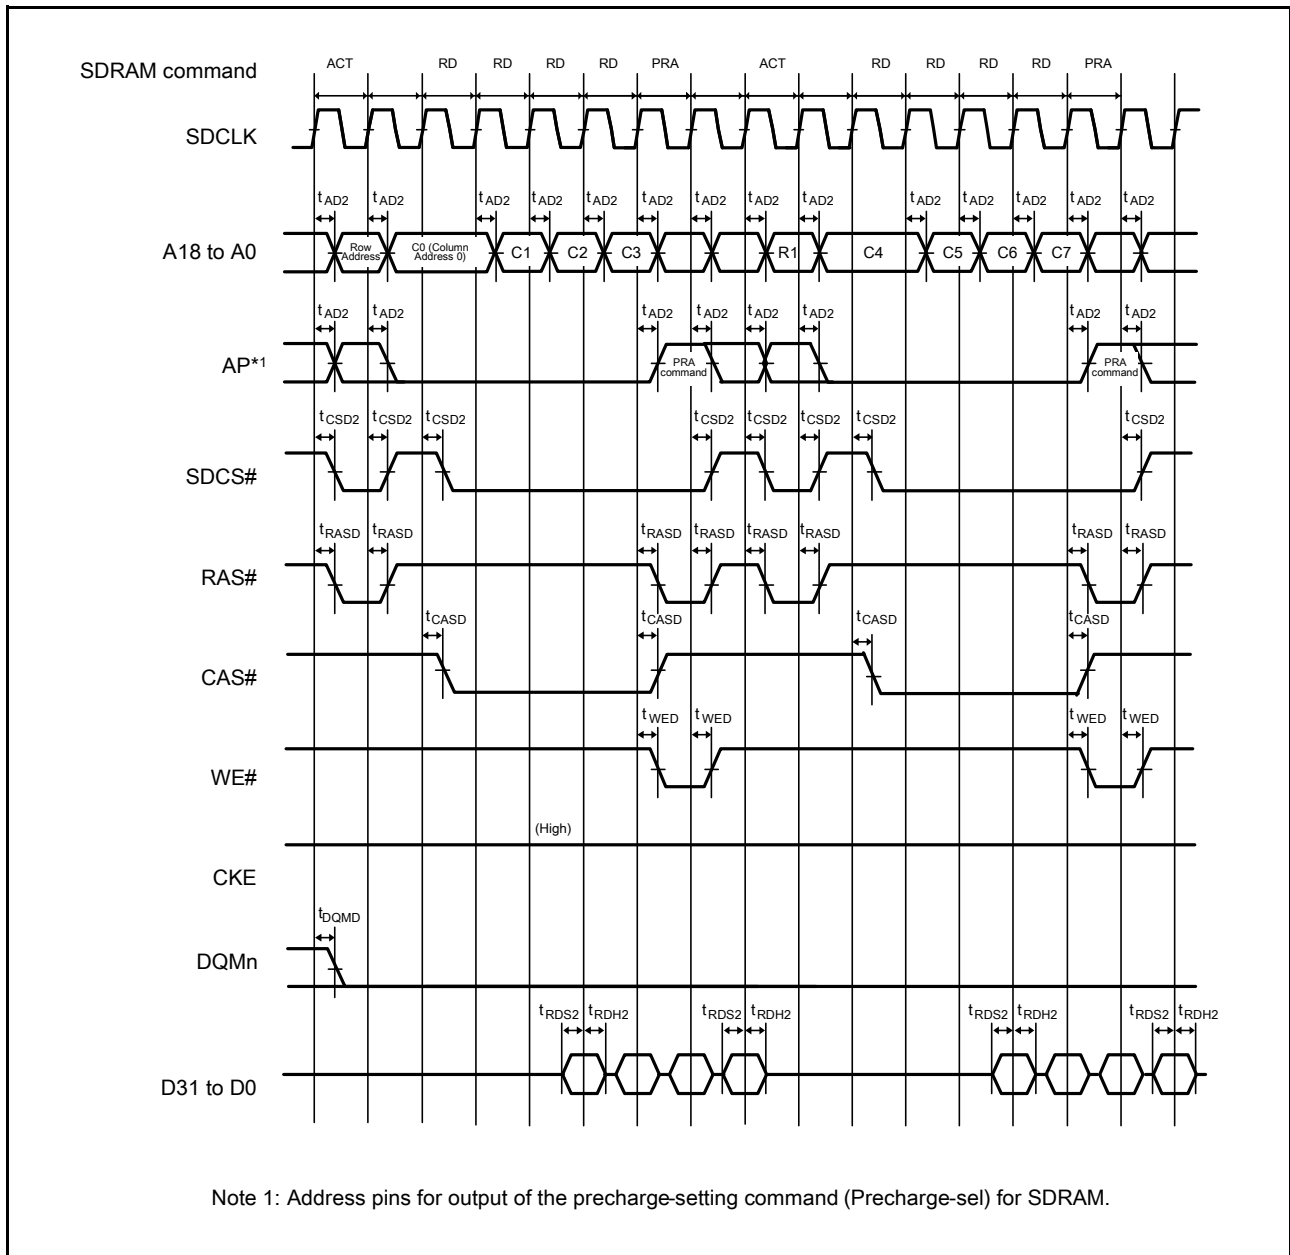 ACT RD RD RD RD PRA ACT RD RD RD RD PRA
SDRAM command
SDCLK
tAD2 tAD2 tAD2 tAD2 tAD2 tAD2 tAD2 tAD2 tAD2 tAD2 tAD2 tAD2 tAD2 tAD2
A18 to A0
Row Address
C0 (Column Address 0)
C1 C2 C3 R1 C4 C5 C6 C7
tAD2 tAD2 tAD2 tAD2 tAD2 tAD2 tAD2 tAD2
AP*1
PRA command
PRA command
tCSD2 tCSD2 tCSD2 tCSD2 tCSD2 tCSD2 tCSD2 tCSD2
SDCS#
tRASD tRASD tRASD tRASD tRASD tRASD tRASD tRASD
RAS#
tCASD tCASD tCASD tCASD
CAS#
tWED tWED tWED tWED
WE#
(High)
CKE
tDQMD
DQMn
tRDS2 tRDH2 tRDS2 tRDH2 tRDS2 tRDH2 tRDS2 tRDH2
D31 to D0
Note 1: Address pins for output of the precharge-setting command (Precharge-sel) for SDRAM.